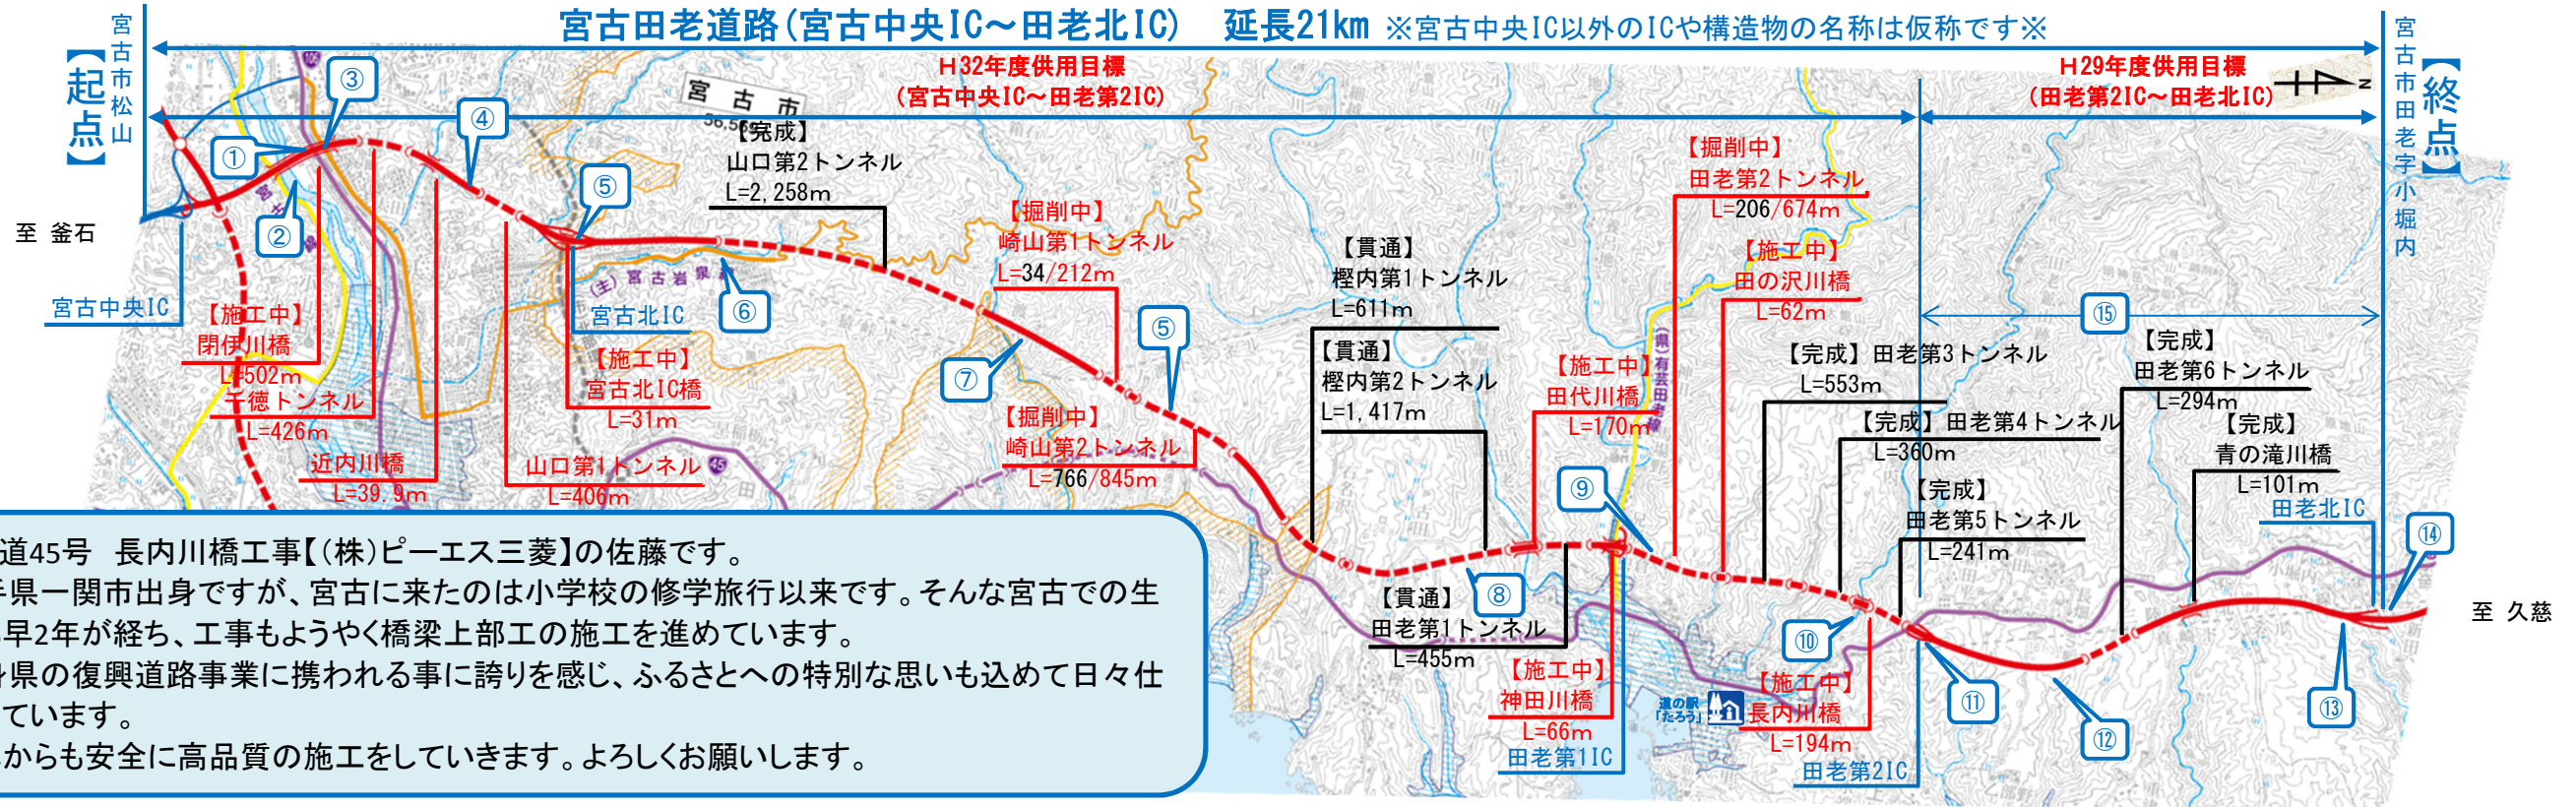 宮古田老道路(宮古中央IC～田老北IC) 延長21km ※宮古中央IC以外のICや構造物の名称は仮称です※
【起点】
宮古市松山
H32年度供用目標
(宮古中央IC～田老第2IC)
H29年度供用目標
(田老第2IC～田老北IC)
N
宮古市田老字小堀内
【終点】
106
①
②
③
④
⑤
⑥
⑦
⑤
⑧
⑨
⑩
⑪
⑫
⑬
⑭
⑮
宮古市
至 釜石
至 久慈
宮古中央IC
【施工中】
閉伊川橋
L=502m
千徳トンネル
L=426m
近内川橋
L=39.9m
山口第1トンネル
L=406m
宮古北IC
【施工中】
宮古北IC橋
L=31m
(主)宮古岩泉線
【完成】
山口第2トンネル
L=2,258m
【掘削中】
崎山第1トンネル
L=34/212m
【掘削中】
崎山第2トンネル
L=766/845m
45
【貫通】
樫内第1トンネル
L=611m
【貫通】
樫内第2トンネル
L=1,417m
【施工中】
田代川橋
L=170m
【貫通】
田老第1トンネル
L=455m
【施工中】
神田川橋
L=66m
田老第1IC
(県)有芸田老線
【掘削中】
田老第2トンネル
L=206/674m
【施工中】
田の沢川橋
L=62m
【完成】田老第3トンネル
L=553m
【完成】田老第4トンネル
L=360m
【完成】
田老第5トンネル
L=241m
道の駅
「たろう」
【施工中】
長内川橋
L=194m
田老第2IC
【完成】
田老第6トンネル
L=294m
【完成】
青の滝川橋
L=101m
田老北IC
道45号 長内川橋工事【(株)ピーエス三菱】の佐藤です。
手県一関市出身ですが、宮古に来たのは小学校の修学旅行以来です。そんな宮古での生
早2年が経ち、工事もようやく橋梁上部工の施工を進めています。
身県の復興道路事業に携われる事に誇りを感じ、ふるさとへの特別な思いも込めて日々仕
ています。
からも安全に高品質の施工をしていきます。よろしくお願いします。